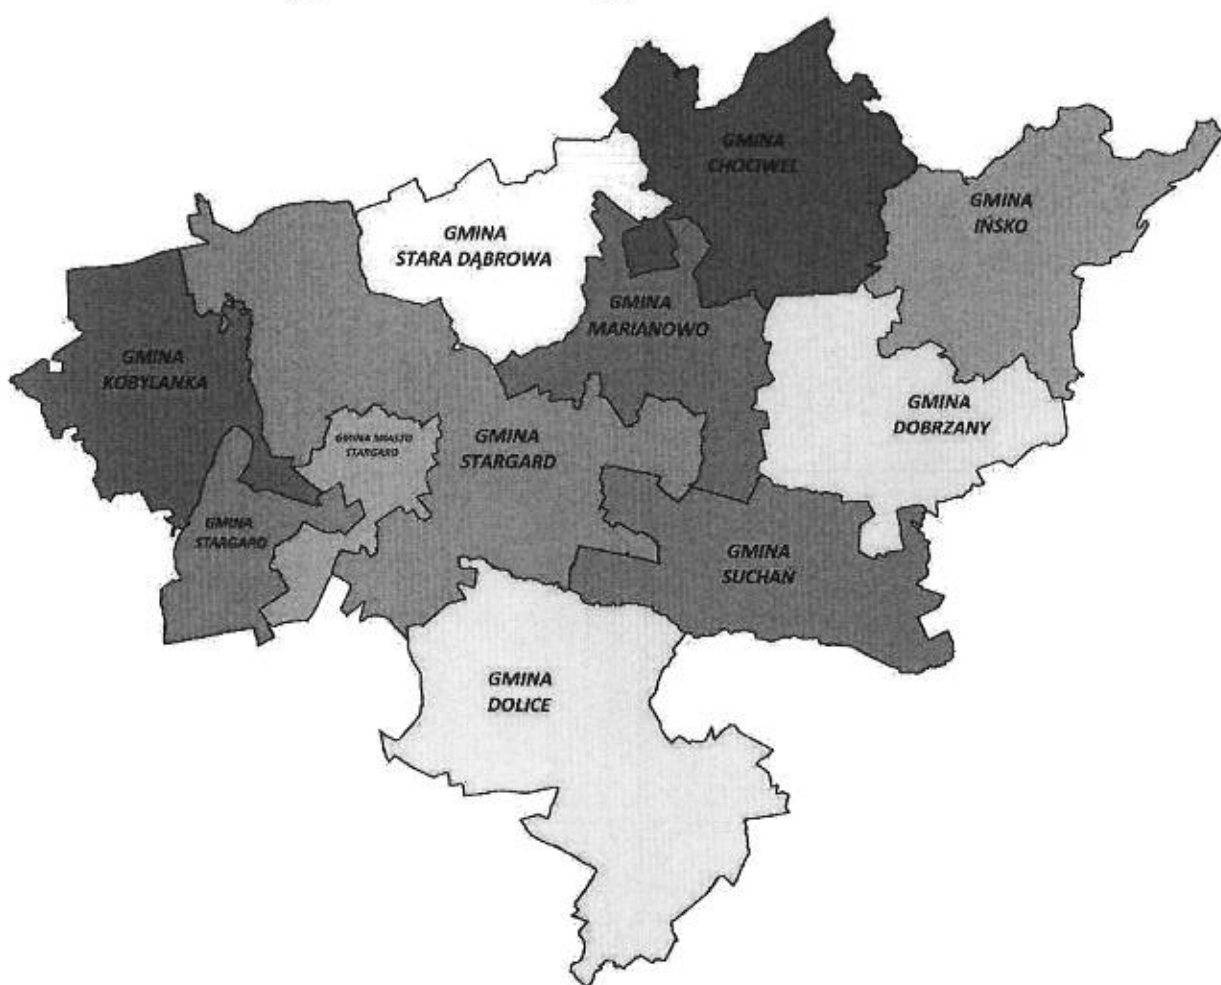 GMINA
CHOCIWEL
GMINA
IŃSKO
GMINA
STARA DĄBROWA
GMINA
MARIANOWO
GMINA
KOBYLANKA
GMINA
DOBRZANY
GMINA MIASTO
STARGARD
GMINA
STARGARD
GMINA
STARGARD
GMINA
SUCHAŃ
GMINA
DOLICE